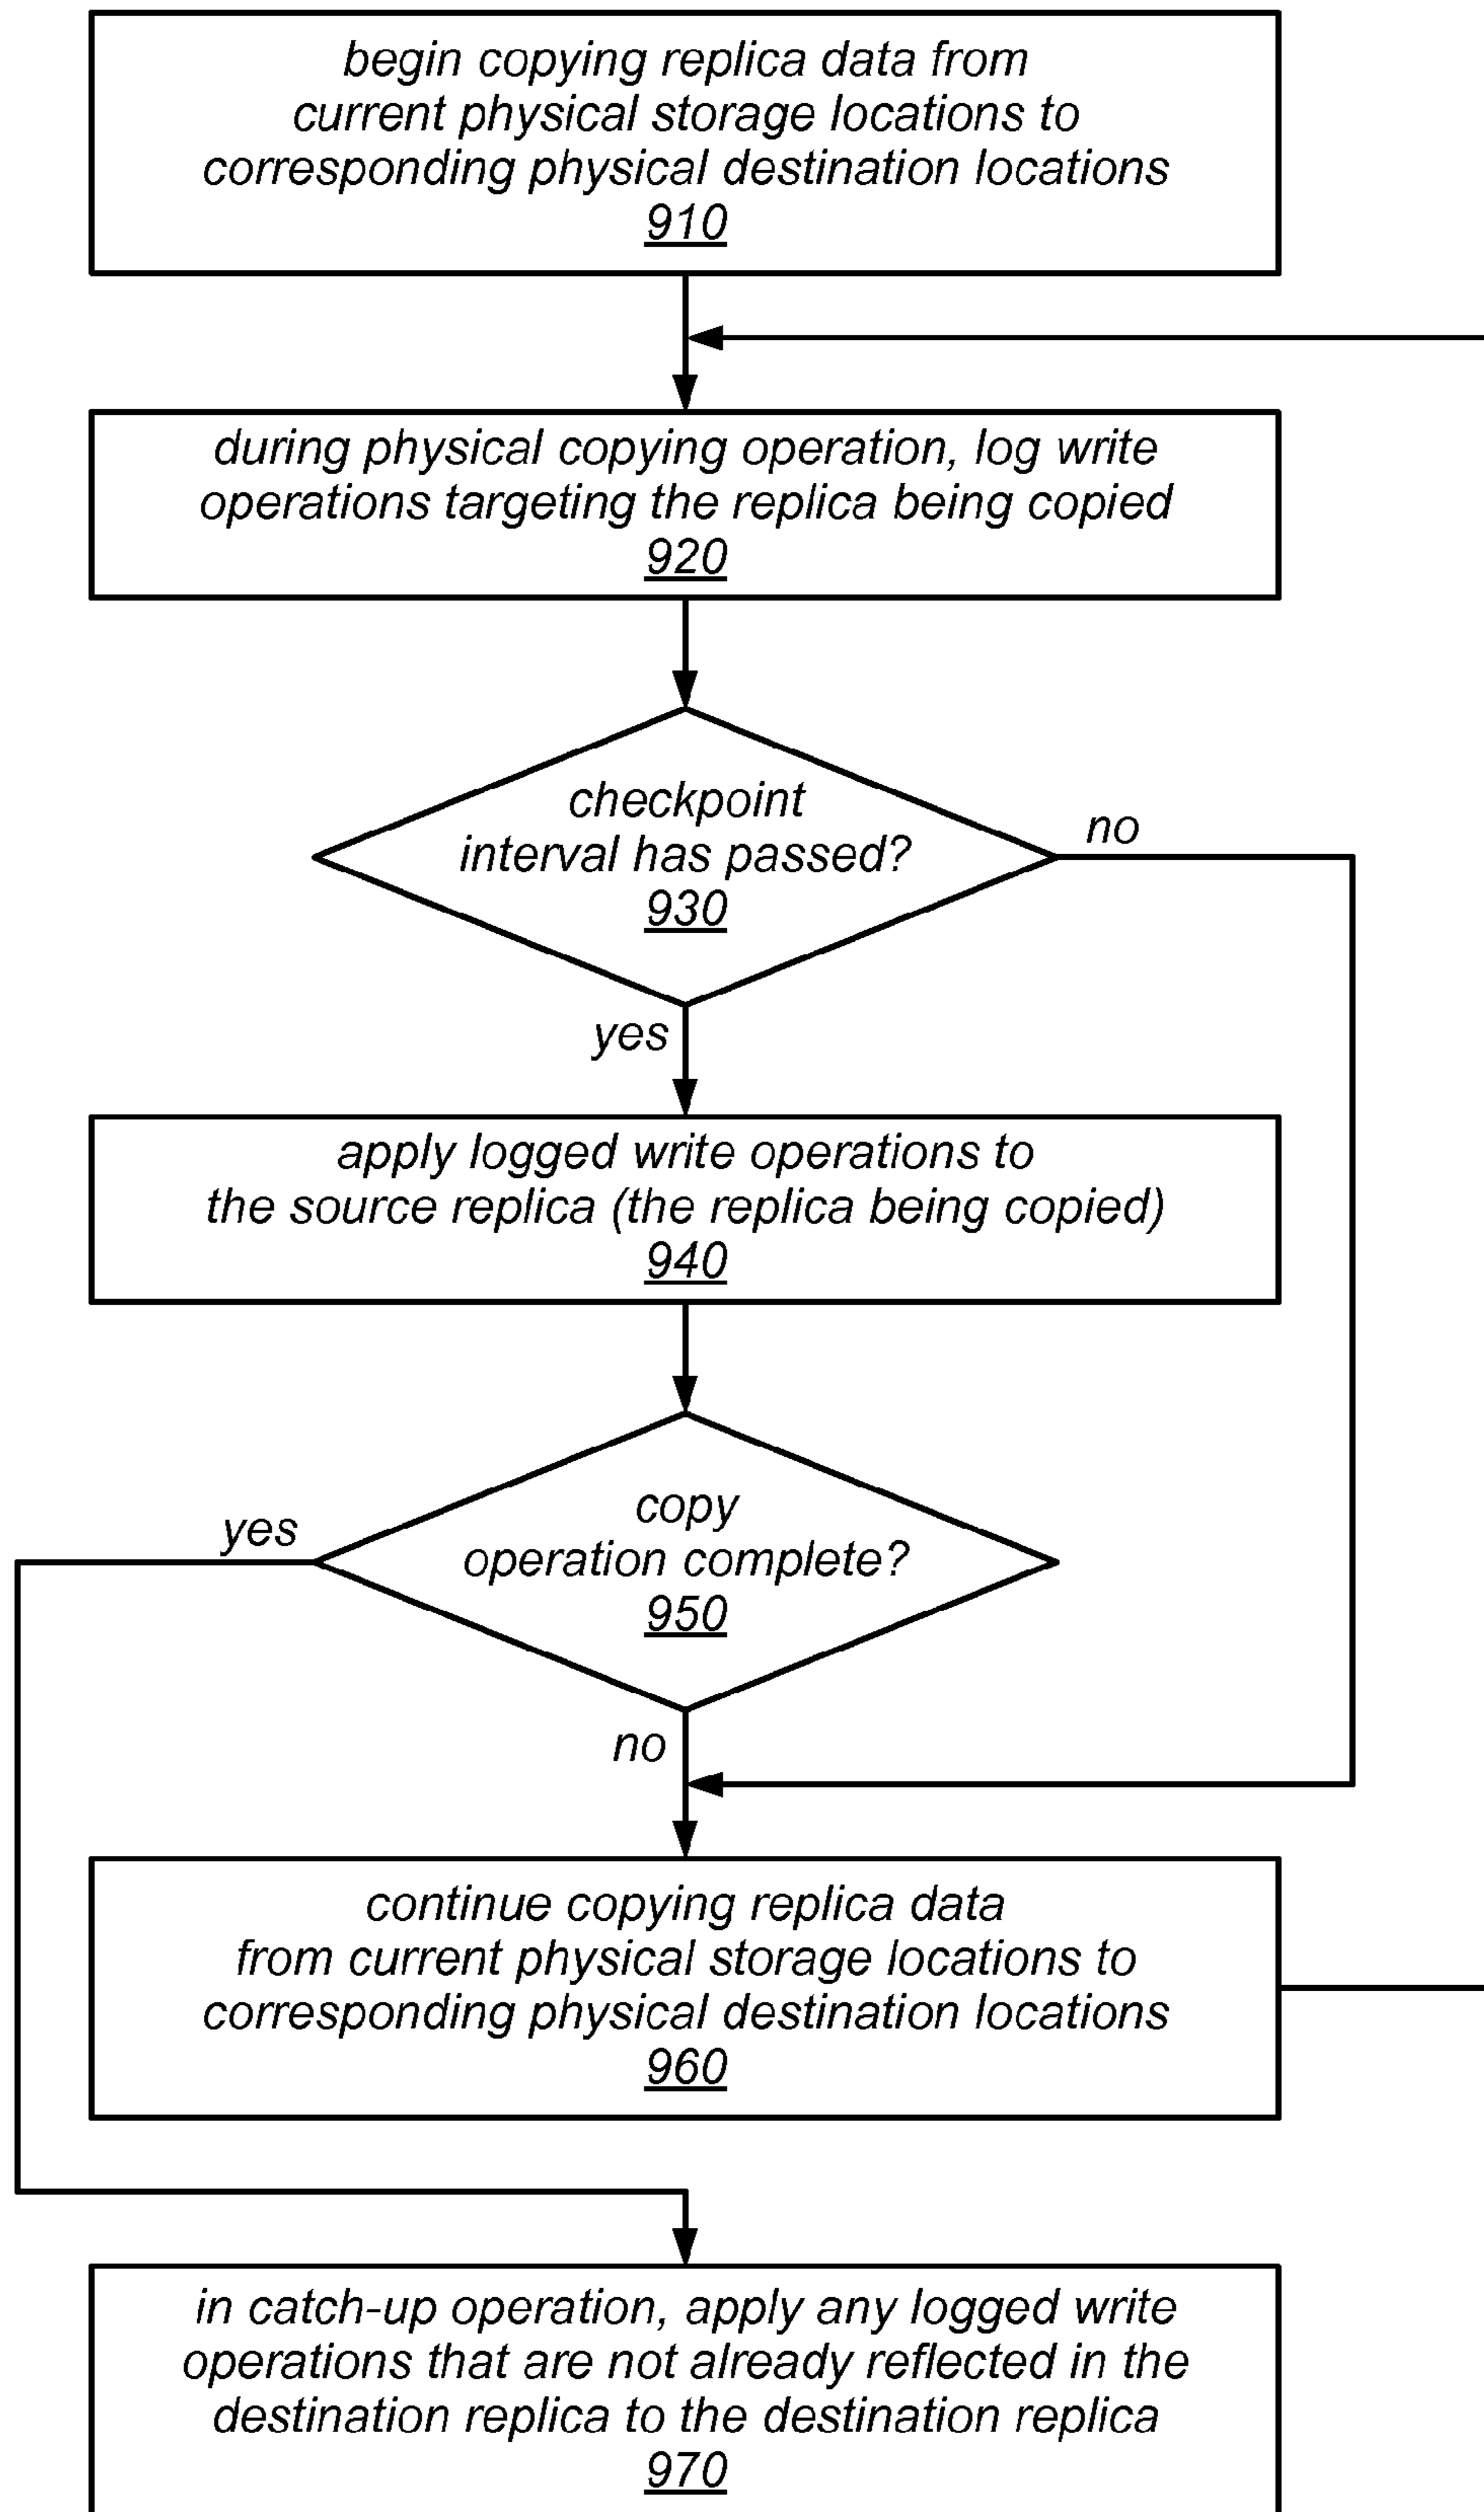 begin copying replica data from
current physical storage locations to
corresponding physical destination locations
910
during physical copying operation, log write
operations targeting the replica being copied
920
checkpoint
interval has passed?
930
no
yes
apply logged write operations to
the source replica (the replica being copied)
940
copy
operation complete?
950
yes
no
continue copying replica data
from current physical storage locations to
corresponding physical destination locations
960
in catch-up operation, apply any logged write
operations that are not already reflected in the
destination replica to the destination replica
970